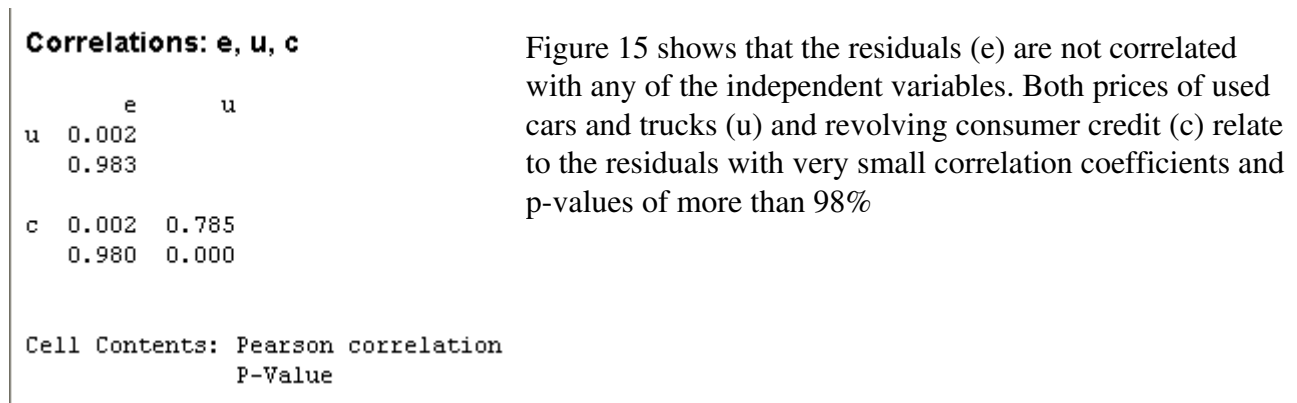 Correlations: e, u, c
e u
u 0.002
0.983
c 0.002 0.785
0.980 0.000
Cell Contents: Pearson correlation
P-Value
Figure 15 shows that the residuals (e) are not correlated
with any of the independent variables. Both prices of used
cars and trucks (u) and revolving consumer credit (c) relate
to the residuals with very small correlation coefficients and
p-values of more than 98%